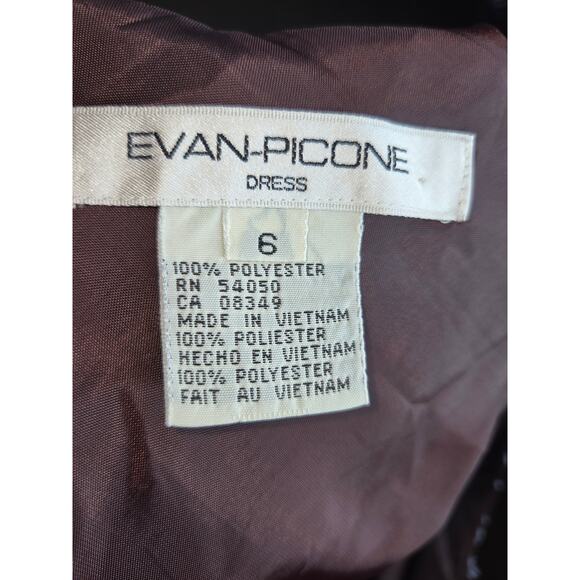 EVAN-PICONE
DRESS
6
100% POLYESTER
RN 54050
CA 08349
MADE IN VIETNAM
100% POLIESTER
HECHO EN VIETNAM
100% POLYESTER
FAIT AU VIETNAM